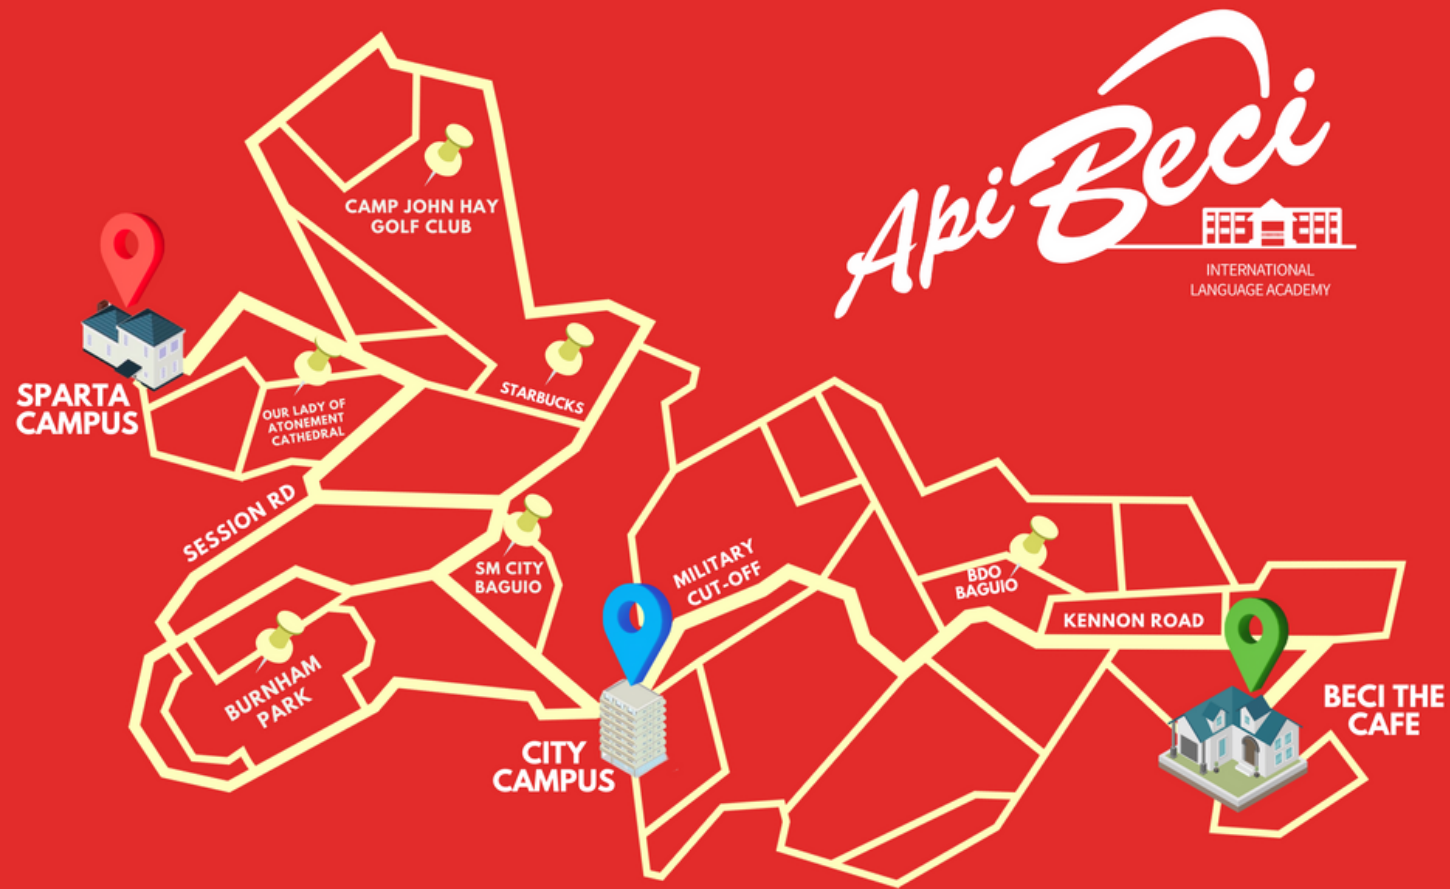 Api Beci
INTERNATIONAL
LANGUAGE ACADEMY
CAMP JOHN HAY
GOLF CLUB
SPARTA
CAMPUS
OUR LADY OF
ATONEMENT
CATHEDRAL
STARBUCKS
SESSION RD
SM CITY
BAGUIO
MILITARY
CUT-OFF
BDO
BAGUIO
KENNON ROAD
BURNHAM
PARK
CITY
CAMPUS
BECI THE
CAFE